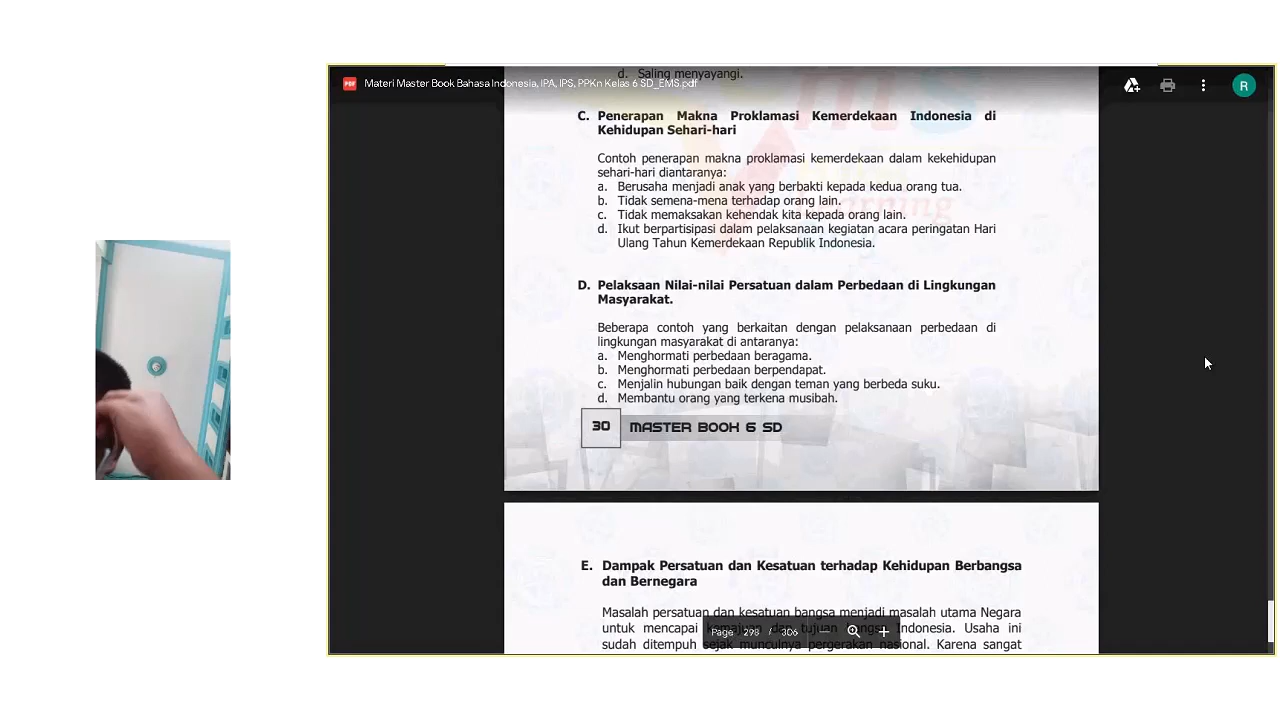 d. Saling menyayangi.
Materi Master Book Bahasa Indonesia, IPA, IPS, PPKn Kelas 6 SD_EMS.pdf
R
C. Penerapan Makna Proklamasi Kemerdekaan Indonesia di
Kehidupan Sehari-hari
Contoh penerapan makna proklamasi kemerdekaan dalam kekehidupan
sehari-hari diantaranya:
a. Berusaha menjadi anak yang berbakti kepada kedua orang tua.
b. Tidak semena-mena terhadap orang lain.
c. Tidak memaksakan kehendak kita kepada orang lain.
d. Ikut berpartisipasi dalam pelaksanaan kegiatan acara peringatan Hari
Ulang Tahun Kemerdekaan Republik Indonesia.
D. Pelaksaan Nilai-nilai Persatuan dalam Perbedaan di Lingkungan
Masyarakat.
Beberapa contoh yang berkaitan dengan pelaksanaan perbedaan di
lingkungan masyarakat di antaranya:
a. Menghormati perbedaan beragama.
b. Menghormati perbedaan berpendapat.
c. Menjalin hubungan baik dengan teman yang berbeda suku.
d. Membantu orang yang terkena musibah.
30 MASTER BOOK 6 SD
E. Dampak Persatuan dan Kesatuan terhadap Kehidupan Berbangsa
dan Bernegara
Masalah persatuan dan kesatuan bangsa menjadi masalah utama Negara
untuk mencapai kemajuan dan tujuan bangsa Indonesia. Usaha ini
Page 298 / 306
sudah ditempuh sejak munculnya pergerakan nasional. Karena sangat